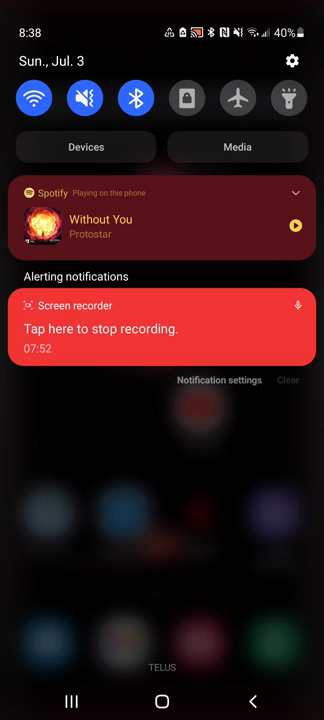 8:38
40%
Sun., Jul. 3
Devices
Media
Spotify Playing on this phone
Without You
Protostar
Alerting notifications
Screen recorder
Tap here to stop recording.
07:52
Notification settings Clear
TELUS